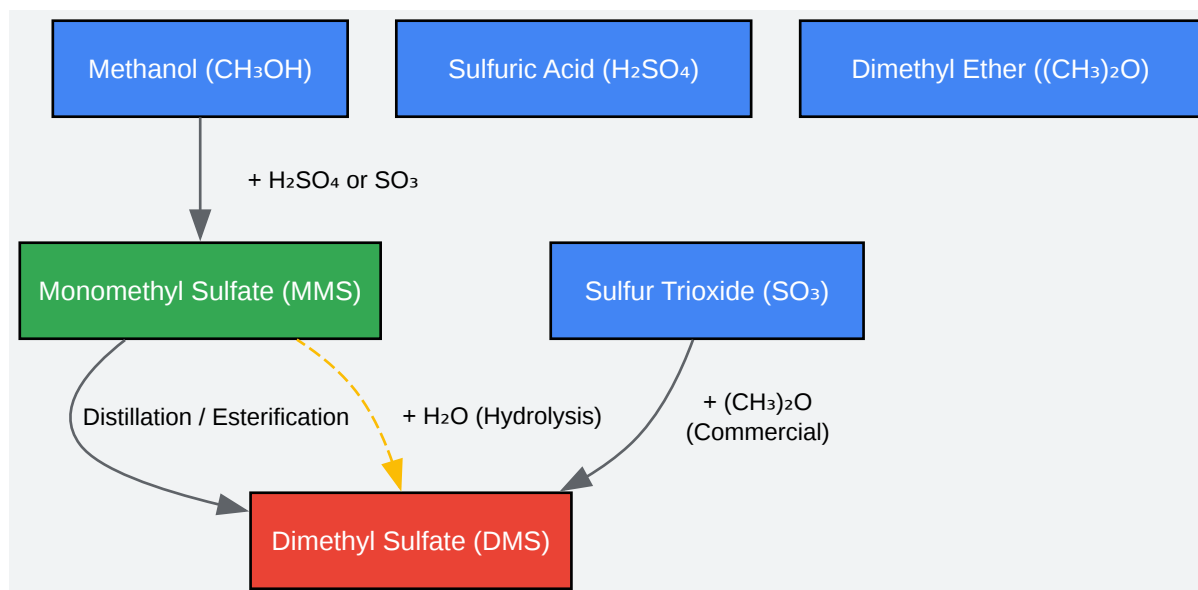 Methanol (CH₃OH)
Sulfuric Acid (H₂SO₄)
Dimethyl Ether ((CH₃)₂O)
+ H₂SO₄ or SO₃
Monomethyl Sulfate (MMS)
Sulfur Trioxide (SO₃)
Distillation / Esterification
+ H₂O (Hydrolysis)
+ (CH₃)₂O
(Commercial)
Dimethyl Sulfate (DMS)